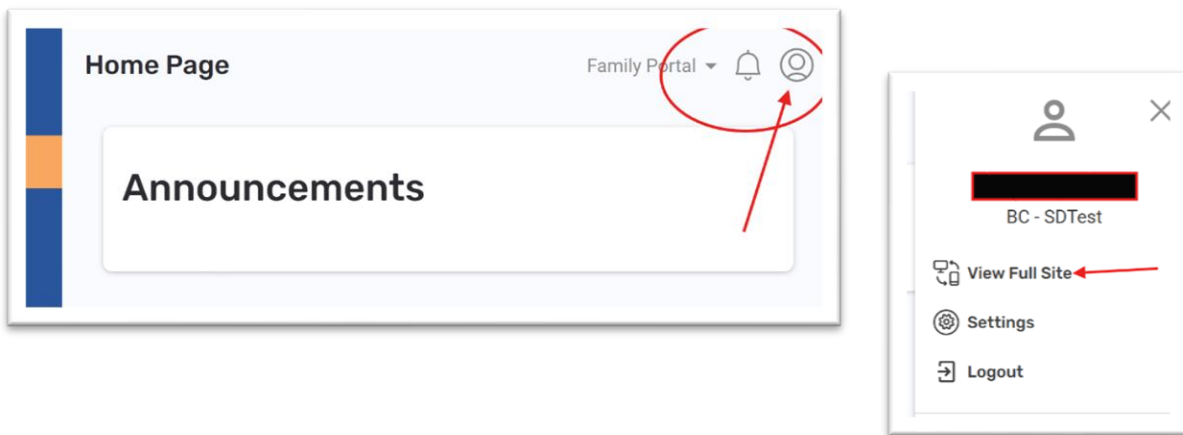 Home Page
Family Portal
Announcements
BC - SDTest
View Full Site
Settings
Logout